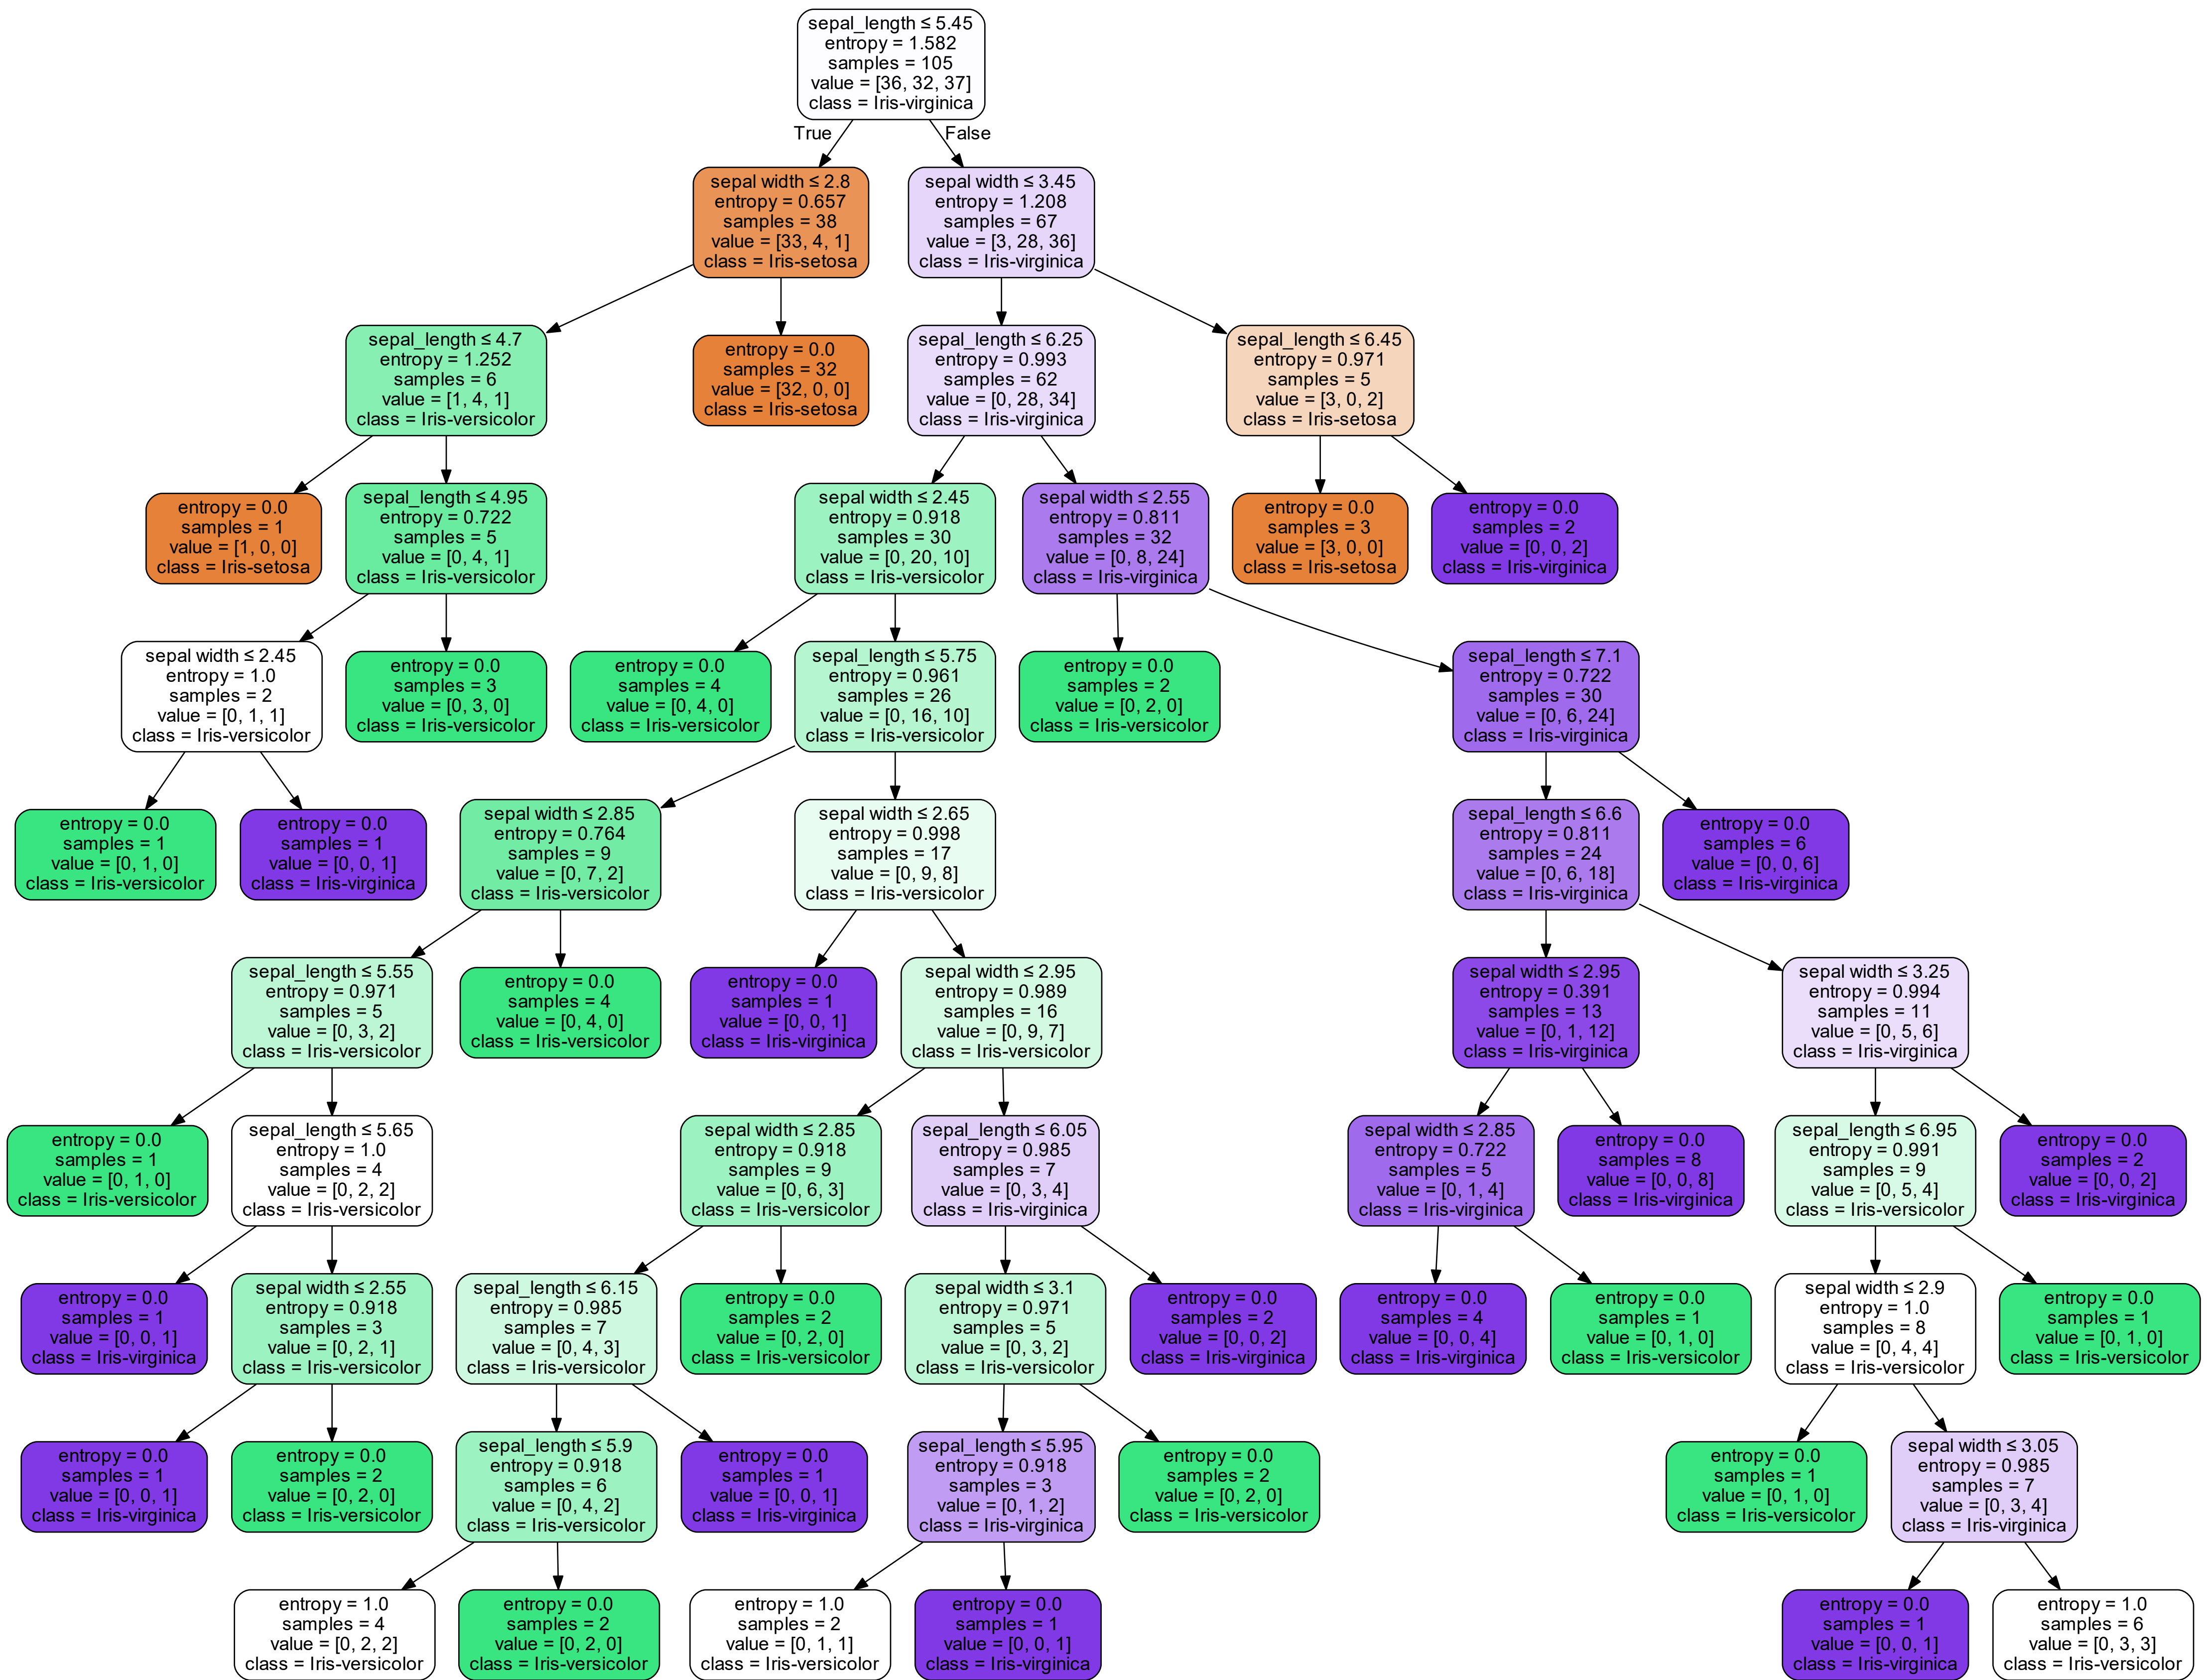 sepal_length ≤ 5.45
entropy = 1.582
samples = 105
value = [36, 32, 37]
class = Iris-virginica
True
False
sepal width ≤ 2.8
entropy = 0.657
samples = 38
value = [33, 4, 1]
class = Iris-setosa
sepal width ≤ 3.45
entropy = 1.208
samples = 67
value = [3, 28, 36]
class = Iris-virginica
sepal_length ≤ 4.7
entropy = 1.252
samples = 6
value = [1, 4, 1]
class = Iris-versicolor
entropy = 0.0
samples = 32
value = [32, 0, 0]
class = Iris-setosa
sepal_length ≤ 6.25
entropy = 0.993
samples = 62
value = [0, 28, 34]
class = Iris-virginica
sepal_length ≤ 6.45
entropy = 0.971
samples = 5
value = [3, 0, 2]
class = Iris-setosa
entropy = 0.0
samples = 1
value = [1, 0, 0]
class = Iris-setosa
sepal_length ≤ 4.95
entropy = 0.722
samples = 5
value = [0, 4, 1]
class = Iris-versicolor
sepal width ≤ 2.45
entropy = 0.918
samples = 30
value = [0, 20, 10]
class = Iris-versicolor
sepal width ≤ 2.55
entropy = 0.811
samples = 32
value = [0, 8, 24]
class = Iris-virginica
entropy = 0.0
samples = 3
value = [3, 0, 0]
class = Iris-setosa
entropy = 0.0
samples = 2
value = [0, 0, 2]
class = Iris-virginica
sepal width ≤ 2.45
entropy = 1.0
samples = 2
value = [0, 1, 1]
class = Iris-versicolor
entropy = 0.0
samples = 3
value = [0, 3, 0]
class = Iris-versicolor
entropy = 0.0
samples = 4
value = [0, 4, 0]
class = Iris-versicolor
sepal_length ≤ 5.75
entropy = 0.961
samples = 26
value = [0, 16, 10]
class = Iris-versicolor
entropy = 0.0
samples = 2
value = [0, 2, 0]
class = Iris-versicolor
sepal_length ≤ 7.1
entropy = 0.722
samples = 30
value = [0, 6, 24]
class = Iris-virginica
entropy = 0.0
samples = 1
value = [0, 1, 0]
class = Iris-versicolor
entropy = 0.0
samples = 1
value = [0, 0, 1]
class = Iris-virginica
sepal width ≤ 2.85
entropy = 0.764
samples = 9
value = [0, 7, 2]
class = Iris-versicolor
sepal width ≤ 2.65
entropy = 0.998
samples = 17
value = [0, 9, 8]
class = Iris-versicolor
sepal_length ≤ 6.6
entropy = 0.811
samples = 24
value = [0, 6, 18]
class = Iris-virginica
entropy = 0.0
samples = 6
value = [0, 0, 6]
class = Iris-virginica
sepal_length ≤ 5.55
entropy = 0.971
samples = 5
value = [0, 3, 2]
class = Iris-versicolor
entropy = 0.0
samples = 4
value = [0, 4, 0]
class = Iris-versicolor
entropy = 0.0
samples = 1
value = [0, 0, 1]
class = Iris-virginica
sepal width ≤ 2.95
entropy = 0.989
samples = 16
value = [0, 9, 7]
class = Iris-versicolor
sepal width ≤ 2.95
entropy = 0.391
samples = 13
value = [0, 1, 12]
class = Iris-virginica
sepal width ≤ 3.25
entropy = 0.994
samples = 11
value = [0, 5, 6]
class = Iris-virginica
entropy = 0.0
samples = 1
value = [0, 1, 0]
class = Iris-versicolor
sepal_length ≤ 5.65
entropy = 1.0
samples = 4
value = [0, 2, 2]
class = Iris-versicolor
sepal width ≤ 2.85
entropy = 0.918
samples = 9
value = [0, 6, 3]
class = Iris-versicolor
sepal_length ≤ 6.05
entropy = 0.985
samples = 7
value = [0, 3, 4]
class = Iris-virginica
sepal width ≤ 2.85
entropy = 0.722
samples = 5
value = [0, 1, 4]
class = Iris-virginica
entropy = 0.0
samples = 8
value = [0, 0, 8]
class = Iris-virginica
sepal_length ≤ 6.95
entropy = 0.991
samples = 9
value = [0, 5, 4]
class = Iris-versicolor
entropy = 0.0
samples = 2
value = [0, 0, 2]
class = Iris-virginica
entropy = 0.0
samples = 1
value = [0, 0, 1]
class = Iris-virginica
sepal width ≤ 2.55
entropy = 0.918
samples = 3
value = [0, 2, 1]
class = Iris-versicolor
sepal_length ≤ 6.15
entropy = 0.985
samples = 7
value = [0, 4, 3]
class = Iris-versicolor
entropy = 0.0
samples = 2
value = [0, 2, 0]
class = Iris-versicolor
sepal width ≤ 3.1
entropy = 0.971
samples = 5
value = [0, 3, 2]
class = Iris-versicolor
entropy = 0.0
samples = 2
value = [0, 0, 2]
class = Iris-virginica
entropy = 0.0
samples = 4
value = [0, 0, 4]
class = Iris-virginica
entropy = 0.0
samples = 1
value = [0, 1, 0]
class = Iris-versicolor
sepal width ≤ 2.9
entropy = 1.0
samples = 8
value = [0, 4, 4]
class = Iris-versicolor
entropy = 0.0
samples = 1
value = [0, 1, 0]
class = Iris-versicolor
entropy = 0.0
samples = 1
value = [0, 0, 1]
class = Iris-virginica
entropy = 0.0
samples = 2
value = [0, 2, 0]
class = Iris-versicolor
sepal_length ≤ 5.9
entropy = 0.918
samples = 6
value = [0, 4, 2]
class = Iris-versicolor
entropy = 0.0
samples = 1
value = [0, 0, 1]
class = Iris-virginica
sepal_length ≤ 5.95
entropy = 0.918
samples = 3
value = [0, 1, 2]
class = Iris-virginica
entropy = 0.0
samples = 2
value = [0, 2, 0]
class = Iris-versicolor
entropy = 0.0
samples = 1
value = [0, 1, 0]
class = Iris-versicolor
sepal width ≤ 3.05
entropy = 0.985
samples = 7
value = [0, 3, 4]
class = Iris-virginica
entropy = 1.0
samples = 4
value = [0, 2, 2]
class = Iris-versicolor
entropy = 0.0
samples = 2
value = [0, 2, 0]
class = Iris-versicolor
entropy = 1.0
samples = 2
value = [0, 1, 1]
class = Iris-versicolor
entropy = 0.0
samples = 1
value = [0, 0, 1]
class = Iris-virginica
entropy = 0.0
samples = 1
value = [0, 0, 1]
class = Iris-virginica
entropy = 1.0
samples = 6
value = [0, 3, 3]
class = Iris-versicolor